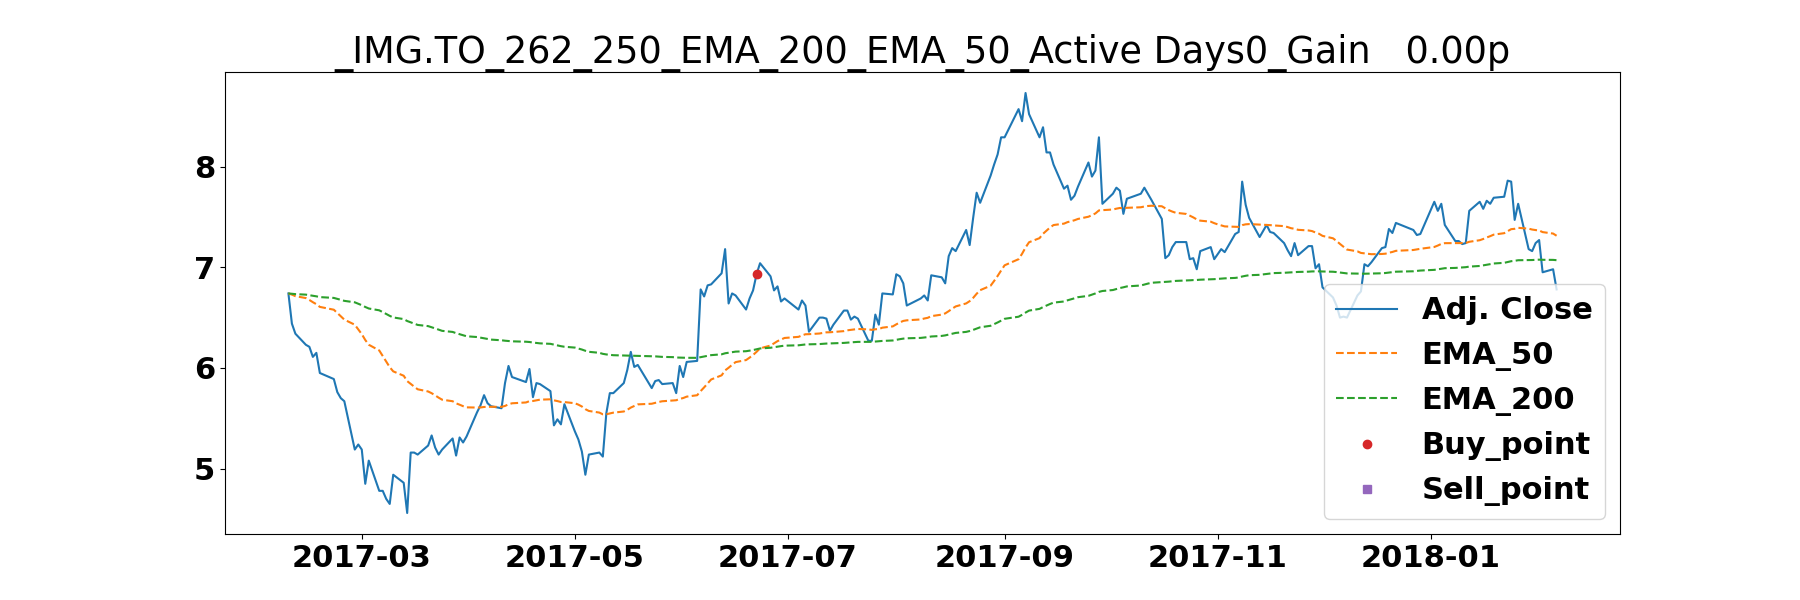 _IMG.TO_262_250_EMA_200_EMA_50_Active Days0_Gain   0.00p
8
7
6
5
Adj. Close
EMA_50
EMA_200
Buy_point
Sell_point
2017-03 2017-05 2017-07 2017-09 2017-11 2018-01